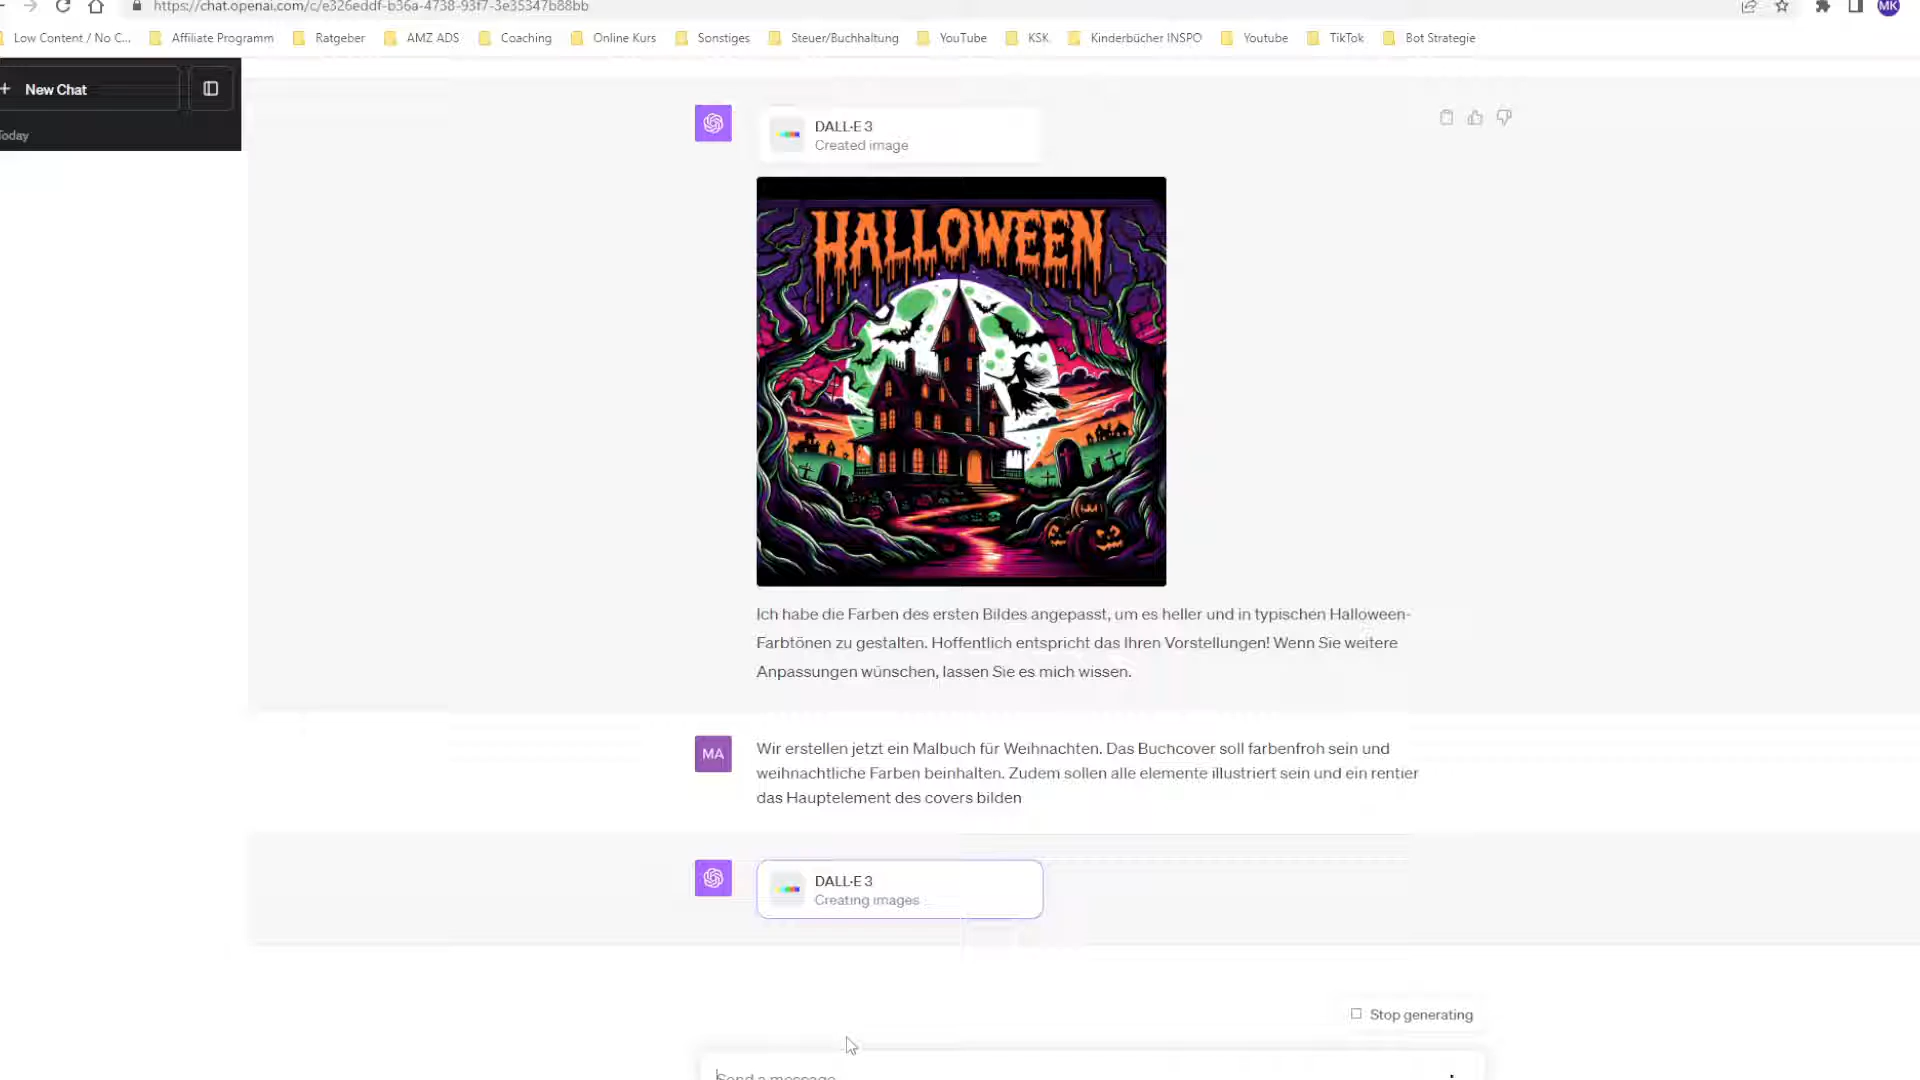 https://chat.openai.com/c/e326eddf-b36a-4738-93f7-3e35347b88bb
MK
Low Content / No C...
Affiliate Programm
Ratgeber
AMZ ADS
Coaching
Online Kurs
Sonstiges
Steuer/Buchhaltung
YouTube
KSK
Kinderbücher INSPO
Youtube
TikTok
Bot Strategie
New Chat
Today
DALL·E 3
Created image
HALLOWEEN
Ich habe die Farben des ersten Bildes angepasst, um es heller und in typischen Halloween-
Farbtönen zu gestalten. Hoffentlich entspricht das Ihren Vorstellungen! Wenn Sie weitere
Anpassungen wünschen, lassen Sie es mich wissen.
MA
Wir erstellen jetzt ein Malbuch für Weihnachten. Das Buchcover soll farbenfroh sein und
weihnachtliche Farben beinhalten. Zudem sollen alle elemente illustriert sein und ein rentier
das Hauptelement des covers bilden
DALL·E 3
Creating images
Stop generating
Send a message